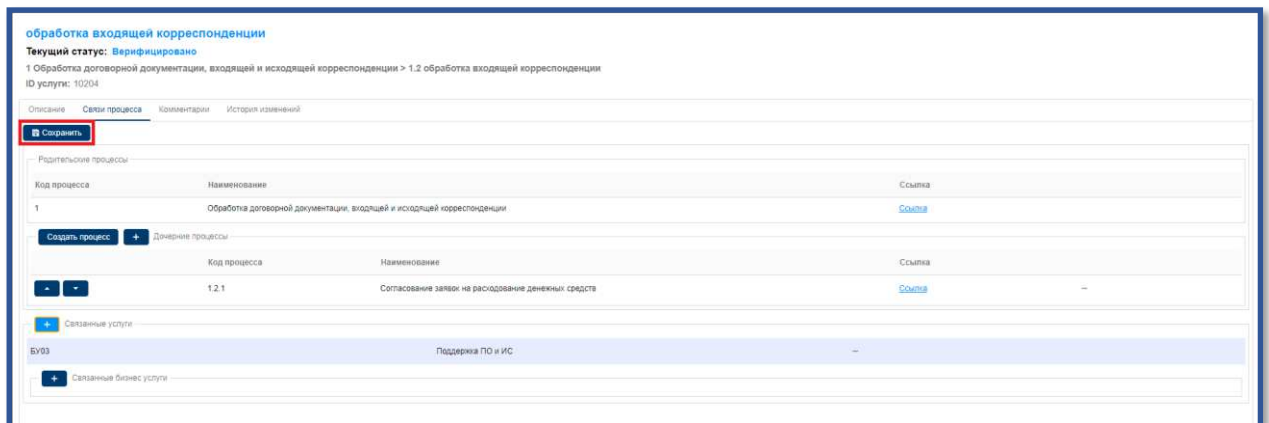 обработка входящей корреспонденции
Текущий статус: Верифицировано
1 Обработка договорной документации, входящей и исходящей корреспонденции > 1.2 обработка входящей корреспонденции
ID услуги: 10204
Описание Связи процесса Комментарии История изменений
Сохранить
Родительские процессы
Код процесса Наименование Ссылка
1 Обработка договорной документации, входящей и исходящей корреспонденции Ссылка
Создать процесс + Дочерние процессы
Код процесса Наименование Ссылка
1.2.1 Согласование заявок на расходование денежных средств Ссылка —
+ Связанные услуги
БУ03 Поддержка ПО и ИС —
+ Связанные бизнес услуги